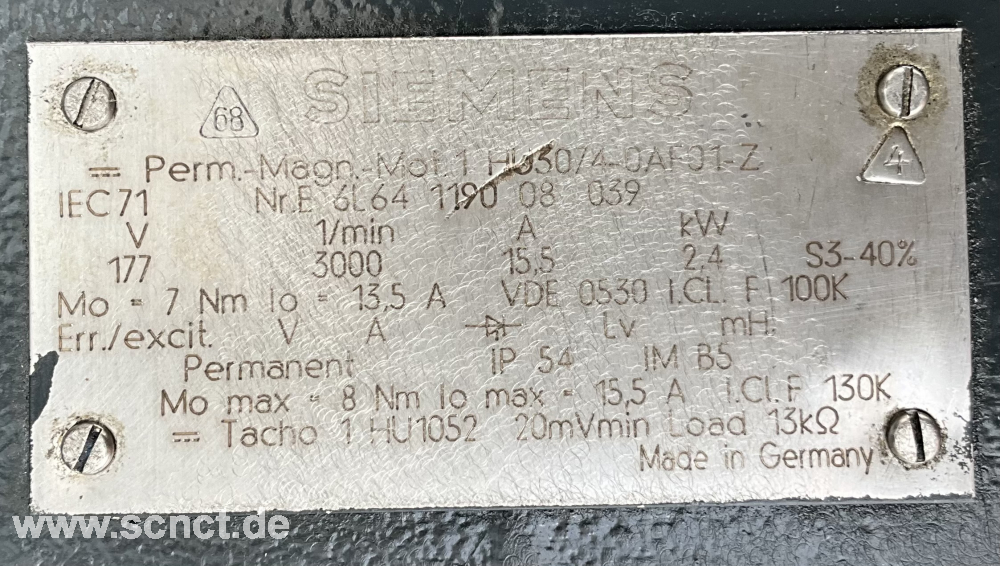 68 SIEMENS
⎓ Perm.-Magn.-Mot. 1 HU3074-0AF01-Z
4
IEC71 Nr.E 6L64 1190 08 039
V 1/min A kW
177 3000 15,5 2,4 S3-40%
Mo = 7 Nm Io = 13,5 A VDE 0530 I.CL. F 100K
Err./excit. V A Lv mH.
Permanent IP 54 IM B5
Mo max = 8 Nm Io max = 15,5 A I.Cl.F 130K
⎓ Tacho 1 HU1052 20mVmin Load 13kΩ
Made in Germany
www.scnct.de